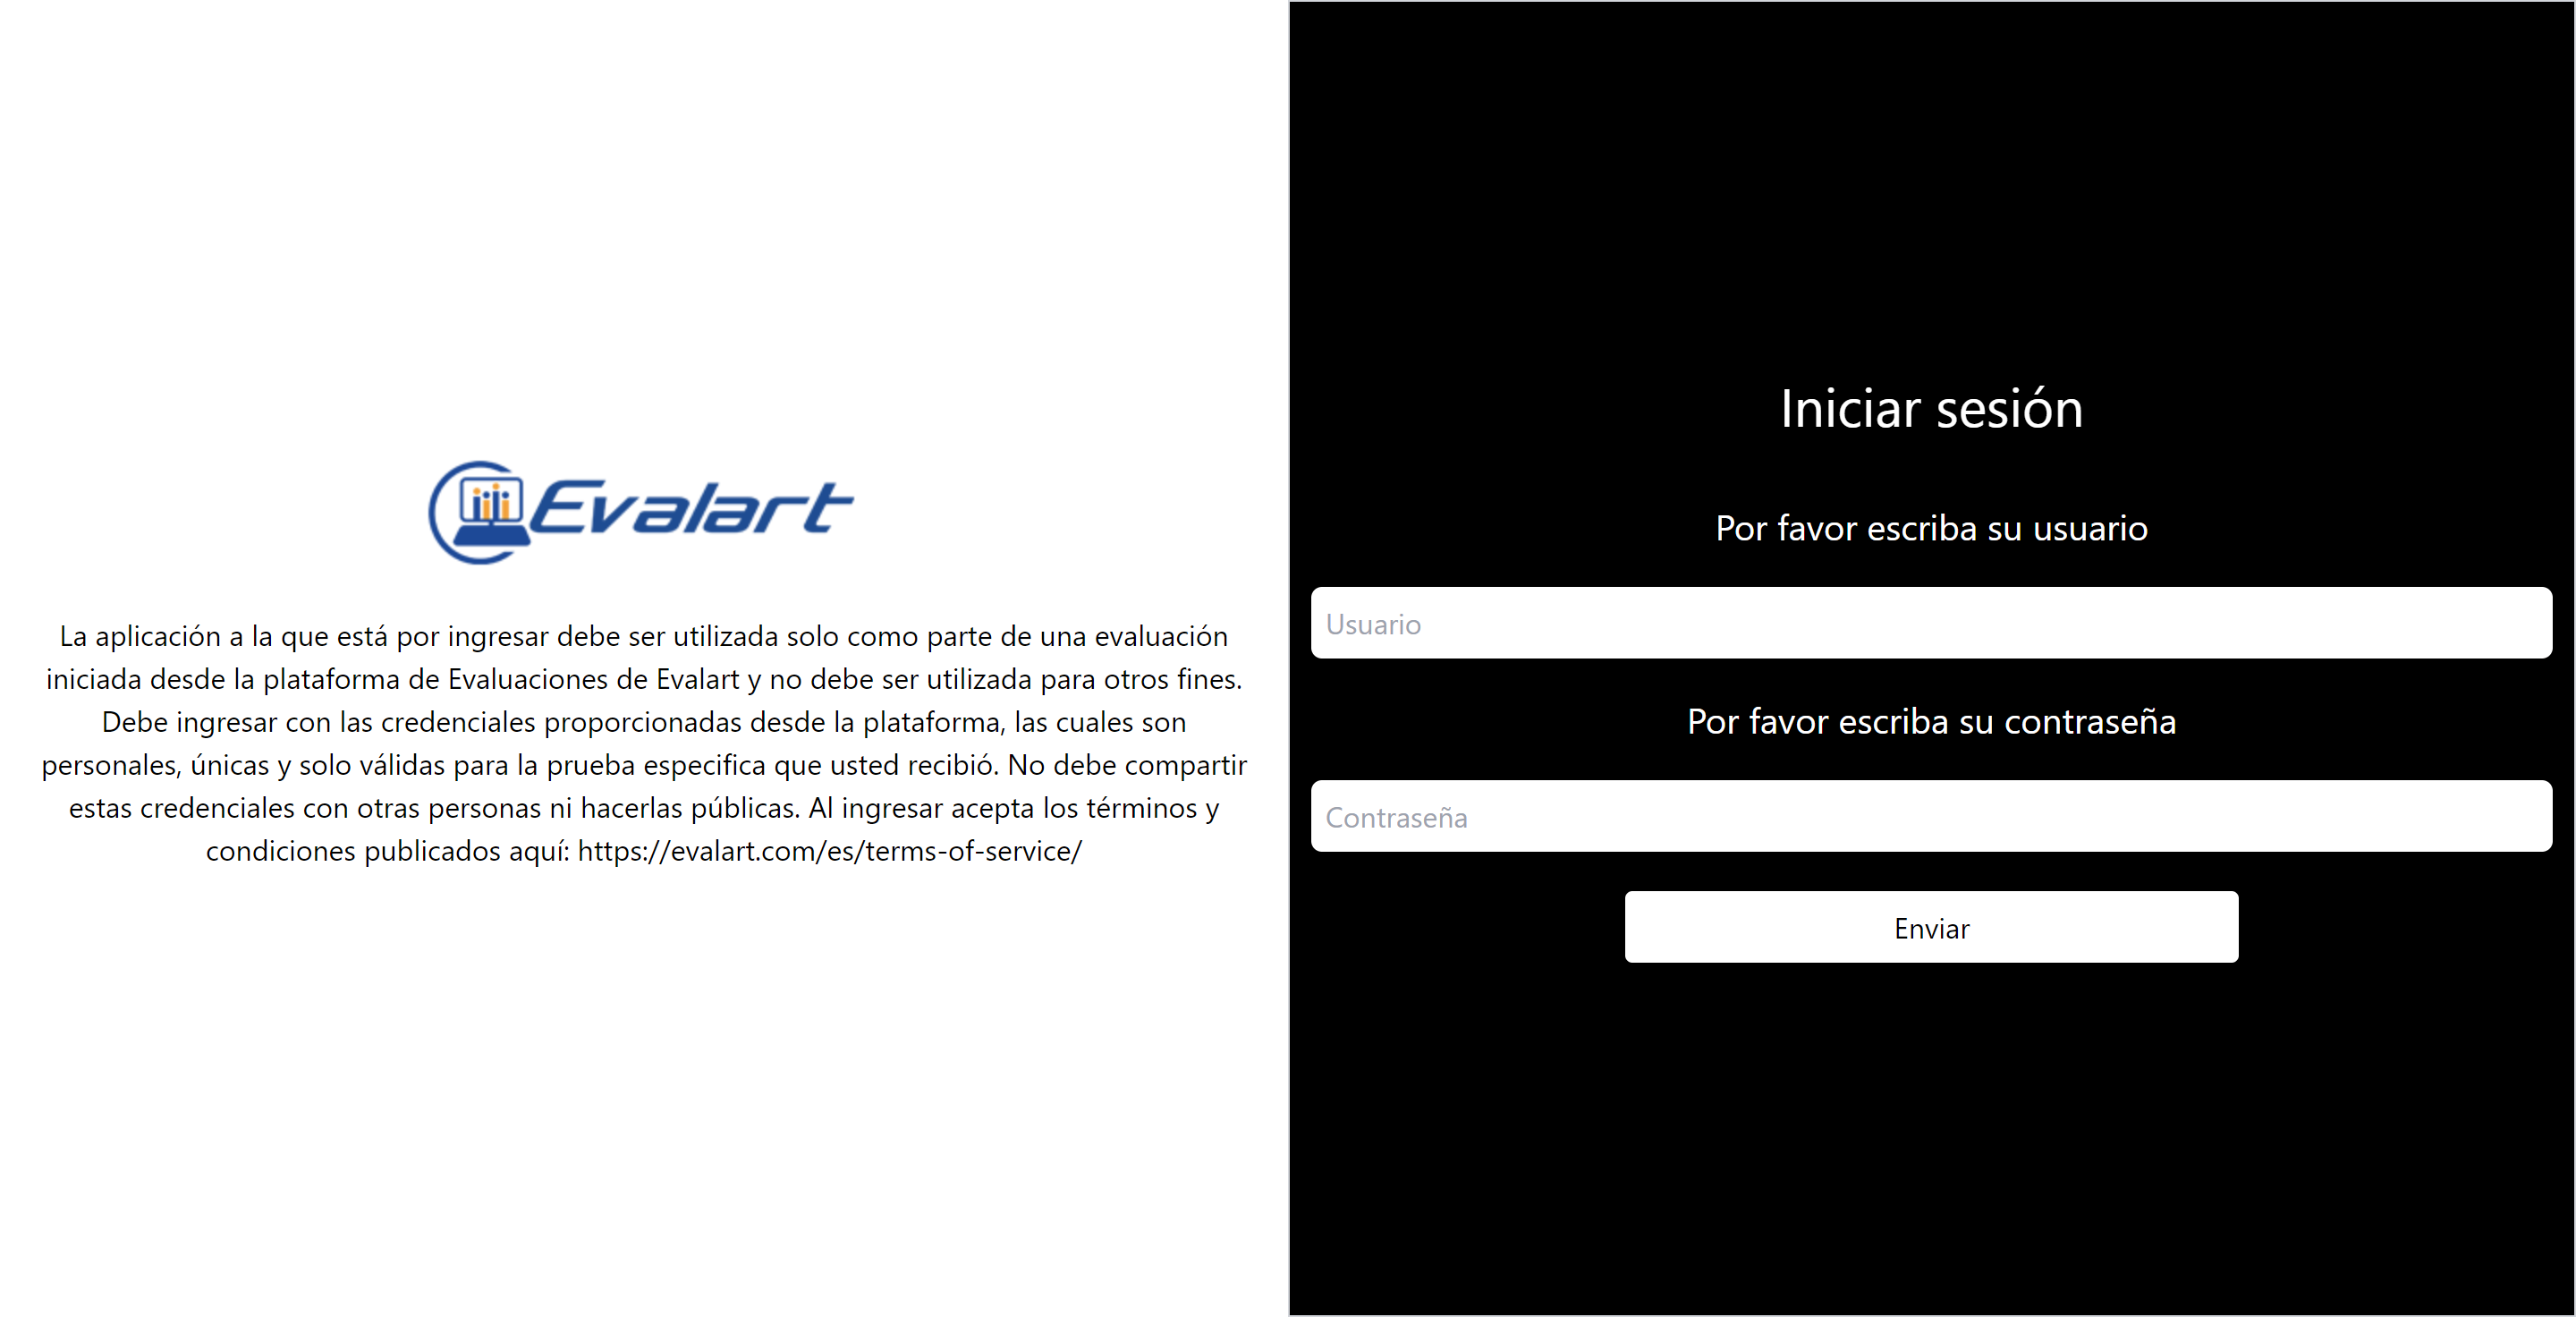 Evalart
La aplicación a la que está por ingresar debe ser utilizada solo como parte de una evaluación
iniciada desde la plataforma de Evaluaciones de Evalart y no debe ser utilizada para otros fines.
Debe ingresar con las credenciales proporcionadas desde la plataforma, las cuales son
personales, únicas y solo válidas para la prueba especifica que usted recibió. No debe compartir
estas credenciales con otras personas ni hacerlas públicas. Al ingresar acepta los términos y
condiciones publicados aquí: https://evalart.com/es/terms-of-service/
Iniciar sesión
Por favor escriba su usuario
Usuario
Por favor escriba su contraseña
Contraseña
Enviar